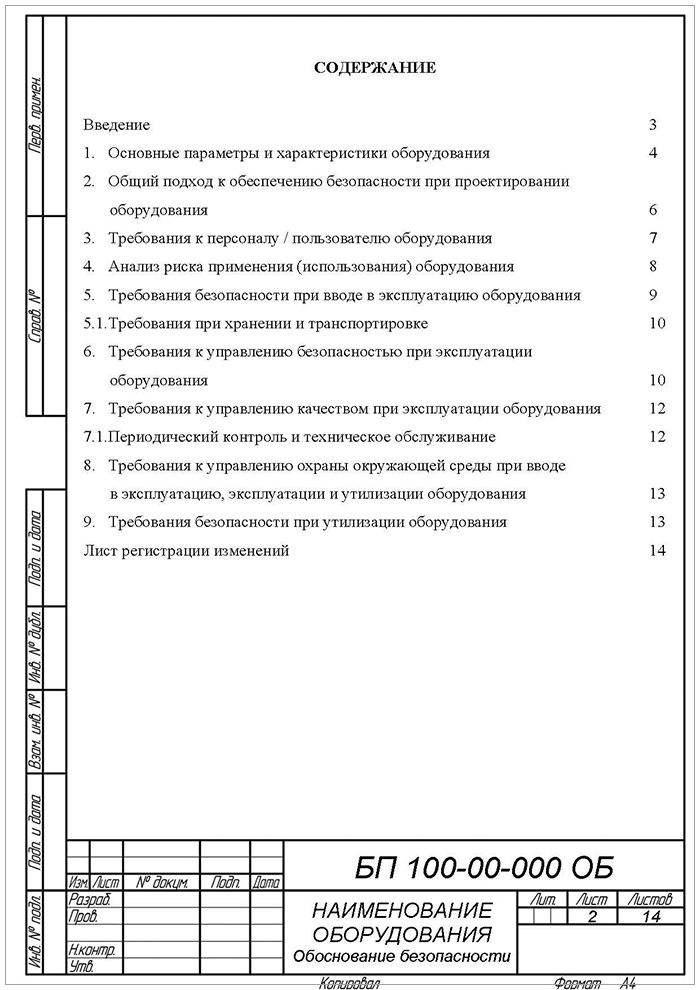 СОДЕРЖАНИЕ
Введение 3
1. Основные параметры и характеристики оборудования 4
2. Общий подход к обеспечению безопасности при проектировании
оборудования 6
3. Требования к персоналу / пользователю оборудования 7
4. Анализ риска применения (использования) оборудования 8
5. Требования безопасности при вводе в эксплуатацию оборудования 9
5.1.Требования при хранении и транспортировке 10
6. Требования к управлению безопасностью при эксплуатации
оборудования 10
7. Требования к управлению качеством при эксплуатации оборудования 12
7.1.Периодический контроль и техническое обслуживание 12
8. Требования к управлению охраны окружающей среды при вводе
в эксплуатацию, эксплуатации и утилизации оборудования 13
9. Требования безопасности при утилизации оборудования 13
Лист регистрации изменений 14
Перв. примен.
Справ. №
Подп. и дата
Инв. № дубл.
Взам. инв. №
Подп. и дата
Инв. № подл.
Изм. Лист № докум. Подп. Дата
Разраб.
Пров.
Н.контр.
Утв.
БП 100-00-000 ОБ
НАИМЕНОВАНИЕ
ОБОРУДОВАНИЯ
Обоснование безопасности
Лит. Лист Листов
2 14
Копировал Формат А4